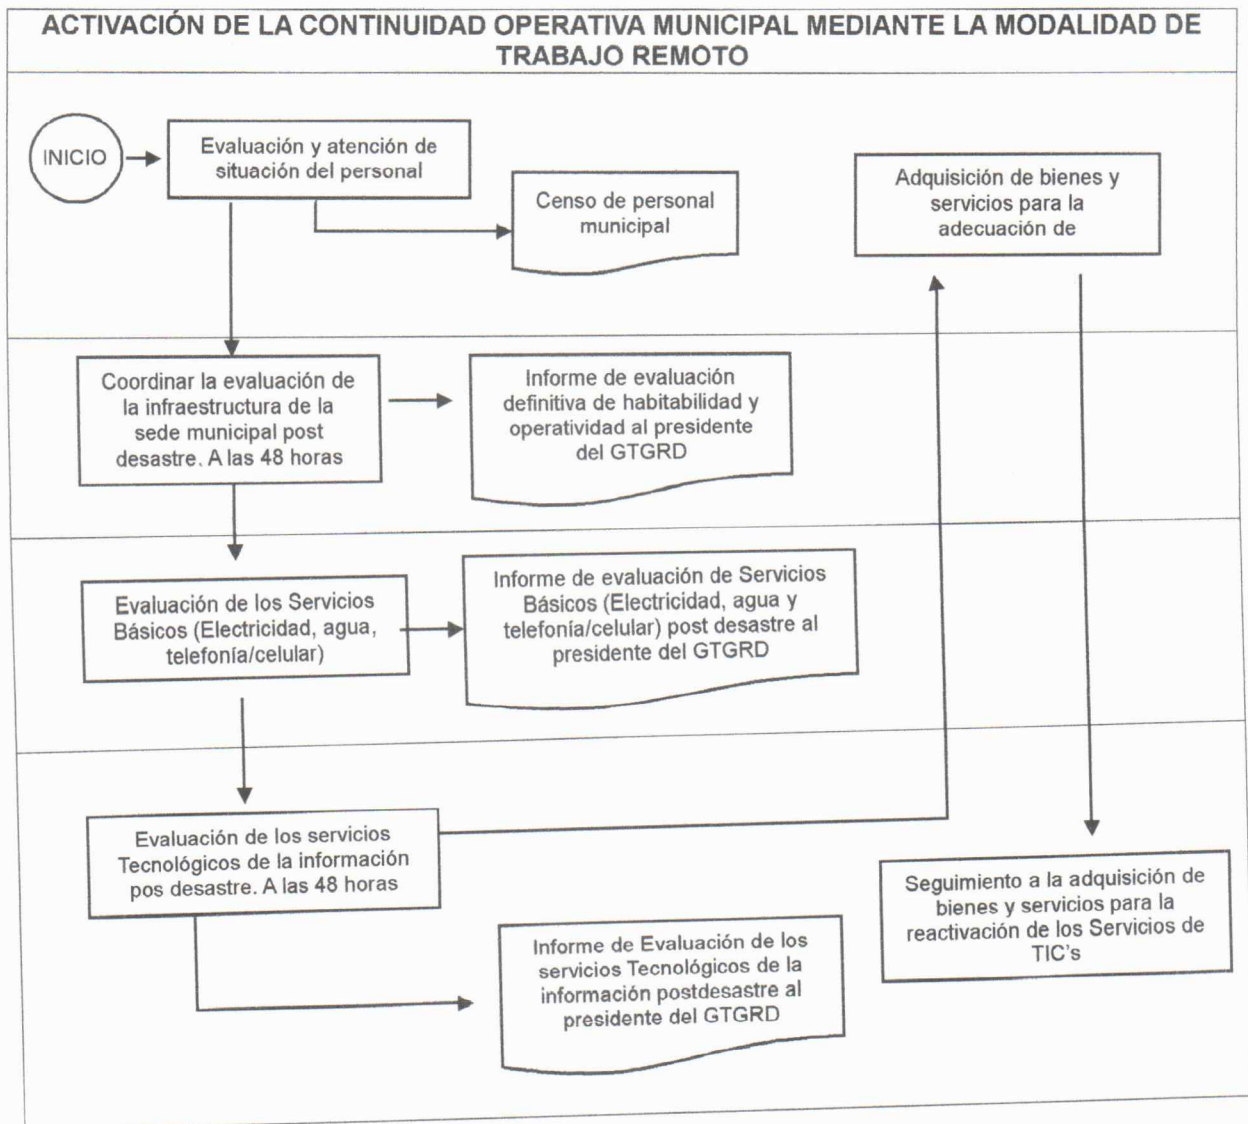 ACTIVACIÓN DE LA CONTINUIDAD OPERATIVA MUNICIPAL MEDIANTE LA MODALIDAD DE
TRABAJO REMOTO
INICIO
Evaluación y atención de
situación del personal
Censo de personal
municipal
Adquisición de bienes y
servicios para la
adecuación de
Coordinar la evaluación de
la infraestructura de la
sede municipal post
desastre. A las 48 horas
Informe de evaluación
definitiva de habitabilidad y
operatividad al presidente
del GTGRD
Evaluación de los Servicios
Básicos (Electricidad, agua,
telefonía/celular)
Informe de evaluación de Servicios
Básicos (Electricidad, agua y
telefonía/celular) post desastre al
presidente del GTGRD
Evaluación de los servicios
Tecnológicos de la información
pos desastre. A las 48 horas
Informe de Evaluación de los
servicios Tecnológicos de la
información postdesastre al
presidente del GTGRD
Seguimiento a la adquisición de
bienes y servicios para la
reactivación de los Servicios de
TIC's